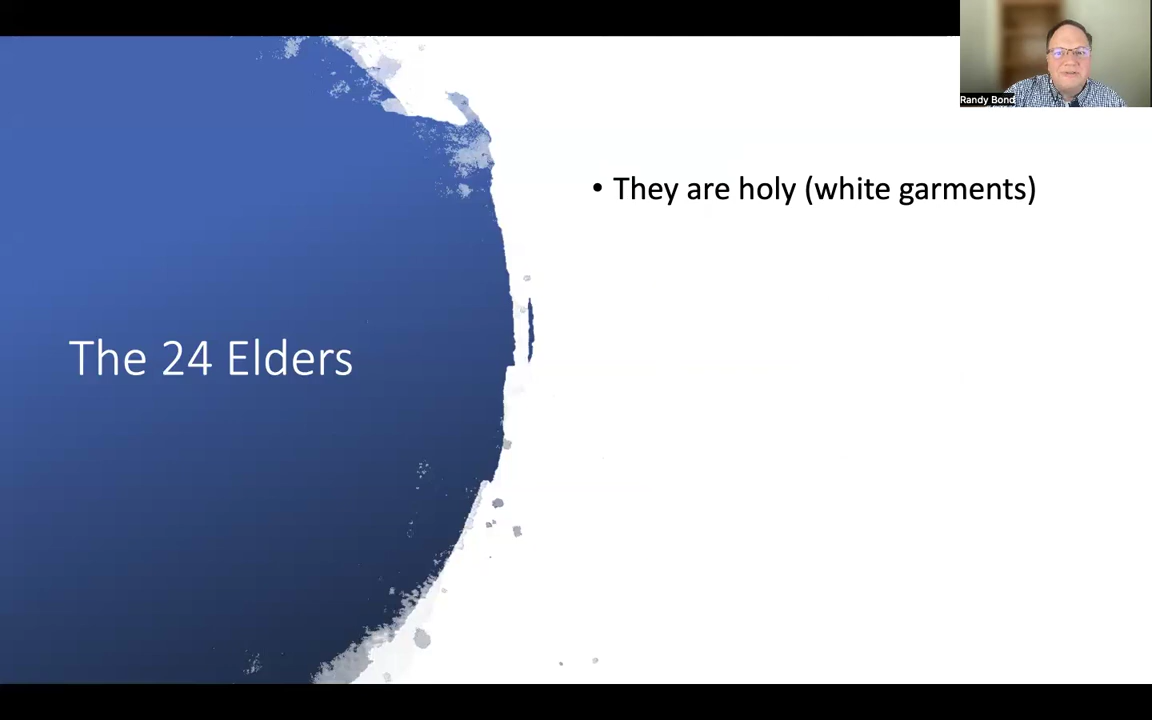 Randy Bond
• They are holy (white garments)
The 24 Elders